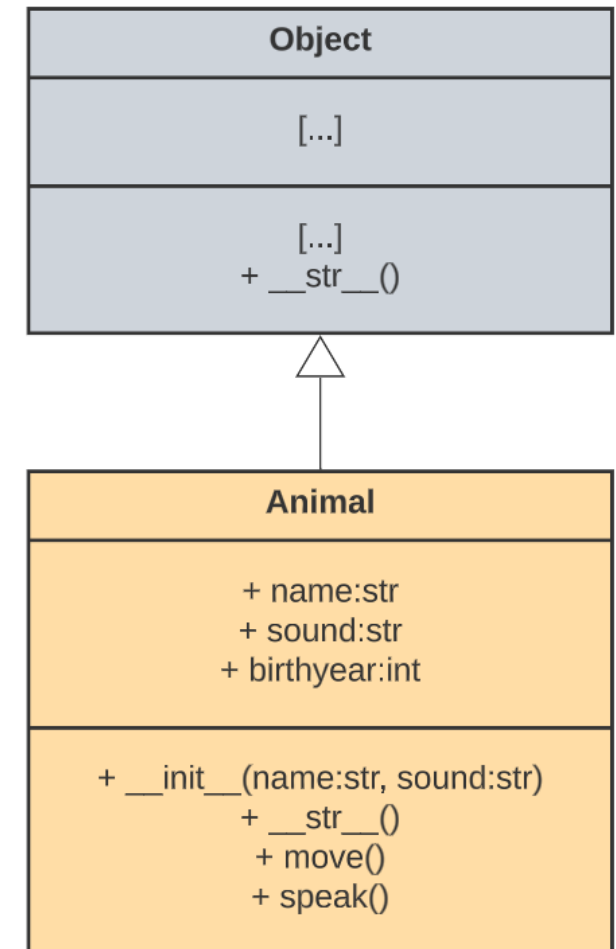 Object
[...]
[...]
+ __str__()
Animal
+ name:str
+ sound:str
+ birthyear:int
+ __init__(name:str, sound:str)
+ __str__()
+ move()
+ speak()